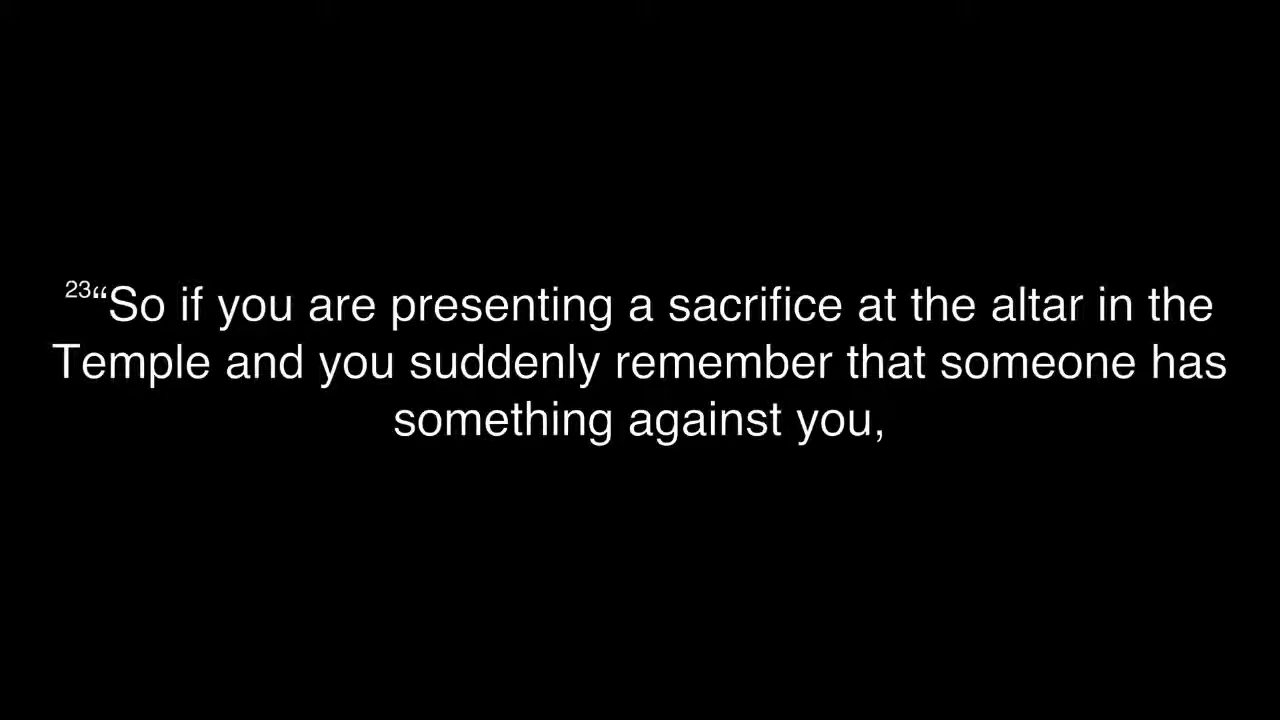 23“So if you are presenting a sacrifice at the altar in the
Temple and you suddenly remember that someone has
something against you,